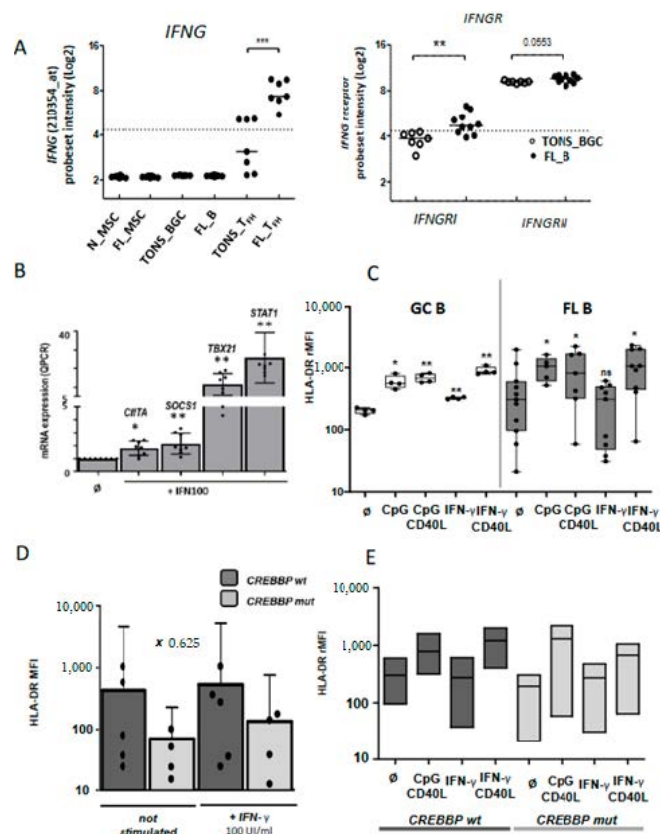 A
IFNG
***
IFNG (210354_at)
probeset intensity (Log2)
16
8
4
2
N_MSC
FL_MSC
TONS_BGC
FL_B
TONS_TFH
FL_TFH
IFNGR
**
0.0553
IFNG receptor
probeset intensity (Log2)
16
8
4
2
TONS_BGC
FL_B
IFNGRI
IFNGRII
B
mRNA expression (QPCR)
40
20
5
0
CIITA
*
SOCS1
**
TBX21
**
STAT1
**
Ø
+ IFN100
C
GC B
FL B
HLA-DR rMFI
10,000
1,000
100
10
* ** ** **
* * ns *
ø
CpG
CpG
CD40L
IFN-γ
IFN-γ
CD40L
ø
CpG
CpG
CD40L
IFN-γ
IFN-γ
CD40L
D
CREBBP wt
CREBBP mut
HLA-DR MFI
10,000
1,000
100
10
x 0.625
not
stimulated
+ IFN-γ
100 UI/ml
E
HLA-DR rMFI
10,000
1,000
100
10
Ø
CpG
CD40L
IFN-γ
IFN-γ
CD40L
Ø
CpG
CD40L
IFN-γ
IFN-γ
CD40L
CREBBP wt
CREBBP mut